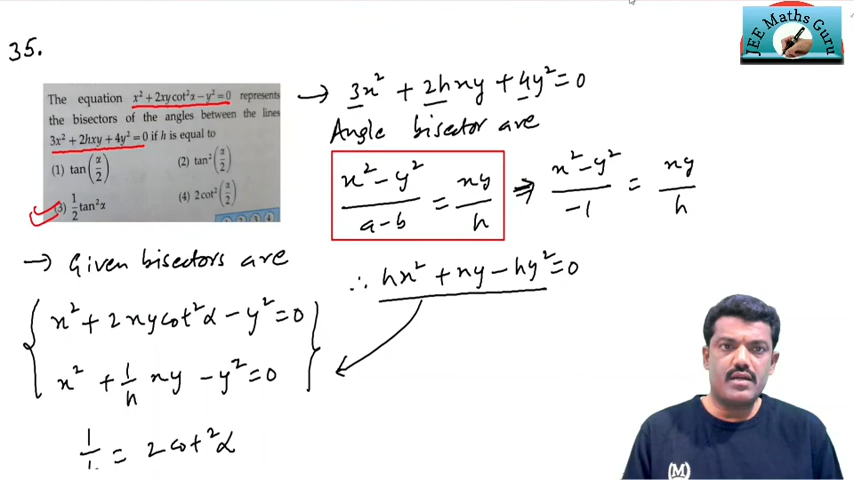 35.
JEE Maths Guru
The equation x² + 2xy cot²α − y² = 0 represents
the bisectors of the angles between the lines
3x² + 2hxy + 4y² = 0 if h is equal to
(1) tan(α/2) (2) tan²(α/2)
(3) 1/2 tan²α (4) 2cot²(α/2)
→ 3x² + 2hxy + 4y² = 0
Angle bisector are
(x² − y²)/(a − b) = xy/h ⇒ (x² − y²)/−1 = xy/h
∴ hx² + xy − hy² = 0
→ Given bisectors are
x² + 2xy cot²α − y² = 0
x² + 1/h xy − y² = 0
= 2cot²α
(M)